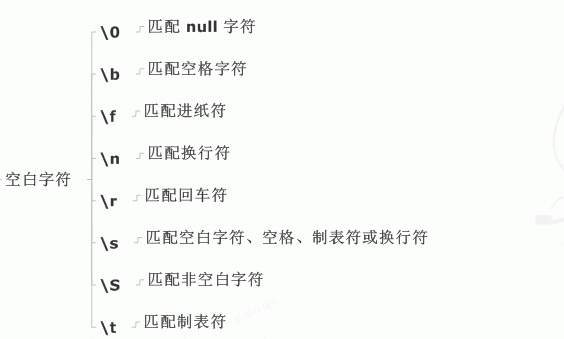 空白字符
\0 匹配 null 字符
\b 匹配空格字符
\f 匹配进纸符
\n 匹配换行符
\r 匹配回车符
\s 匹配空白字符、空格、制表符或换行符
\S 匹配非空白字符
\t 匹配制表符